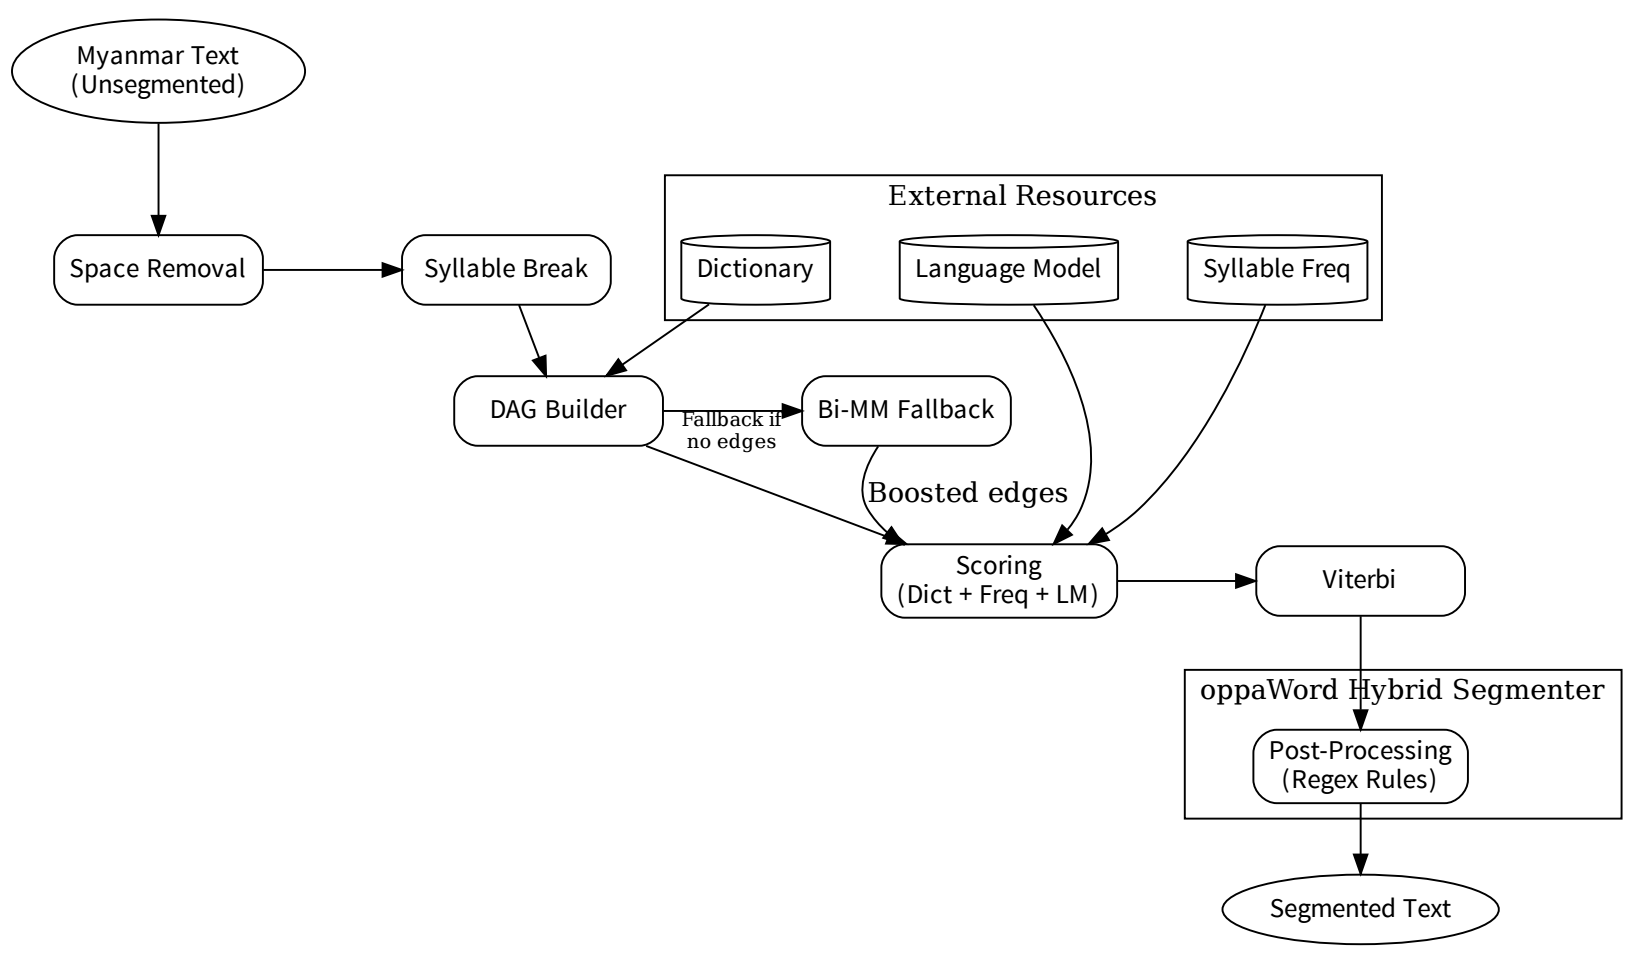 Myanmar Text
(Unsegmented)
External Resources
Space Removal
Syllable Break
Dictionary
Language Model
Syllable Freq
DAG Builder
Fallback if
no edges
Bi-MM Fallback
Boosted edges
Scoring
(Dict + Freq + LM)
Viterbi
oppaWord Hybrid Segmenter
Post-Processing
(Regex Rules)
Segmented Text